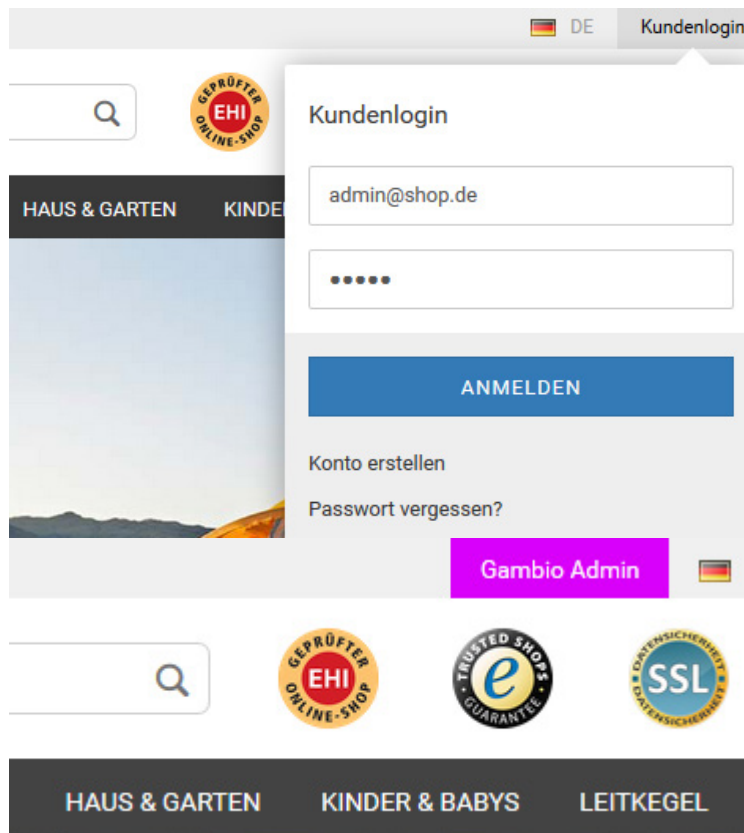 DE Kundenlogin
GEPRÜFTER
EHI
ONLINE-SHOP
Kundenlogin
admin@shop.de
•••••
HAUS & GARTEN KINDE
ANMELDEN
Konto erstellen
Passwort vergessen?
Gambio Admin
GEPRÜFTER
EHI
ONLINE-SHOP
TRUSTED SHOPS
e
GUARANTEE
DATENSICHERHEIT
SSL
DATENSICHERHEIT
HAUS & GARTEN KINDER & BABYS LEITKEGEL